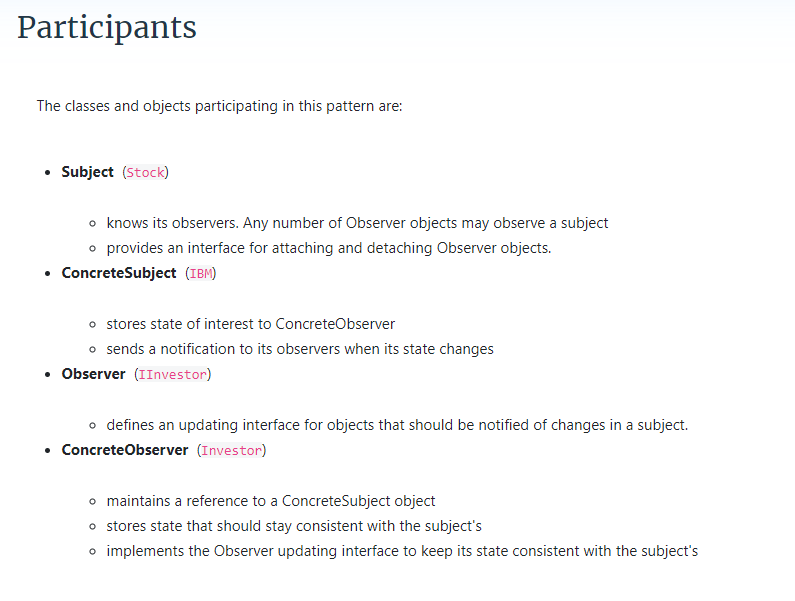 Participants
The classes and objects participating in this pattern are:
Subject (Stock)
knows its observers. Any number of Observer objects may observe a subject
provides an interface for attaching and detaching Observer objects.
ConcreteSubject (IBM)
stores state of interest to ConcreteObserver
sends a notification to its observers when its state changes
Observer (IInvestor)
defines an updating interface for objects that should be notified of changes in a subject.
ConcreteObserver (Investor)
maintains a reference to a ConcreteSubject object
stores state that should stay consistent with the subject's
implements the Observer updating interface to keep its state consistent with the subject's